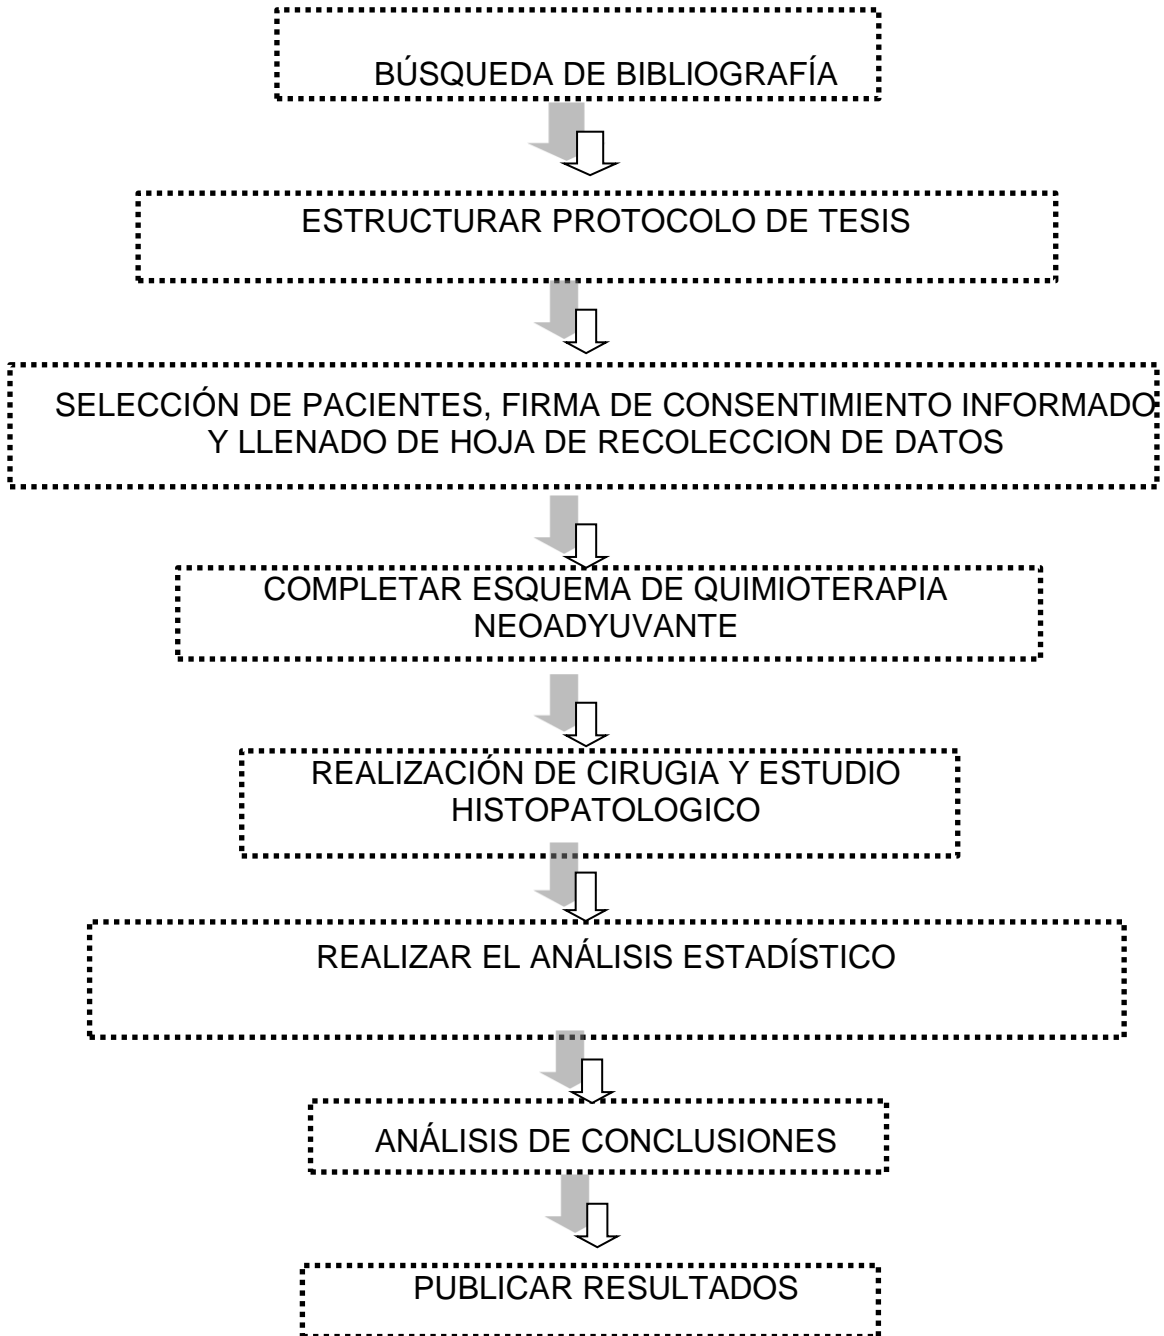 BÚSQUEDA DE BIBLIOGRAFÍA
ESTRUCTURAR PROTOCOLO DE TESIS
SELECCIÓN DE PACIENTES, FIRMA DE CONSENTIMIENTO INFORMADO
Y LLENADO DE HOJA DE RECOLECCION DE DATOS
COMPLETAR ESQUEMA DE QUIMIOTERAPIA
NEOADYUVANTE
REALIZACIÓN DE CIRUGIA Y ESTUDIO
HISTOPATOLOGICO
REALIZAR EL ANÁLISIS ESTADÍSTICO
ANÁLISIS DE CONCLUSIONES
PUBLICAR RESULTADOS